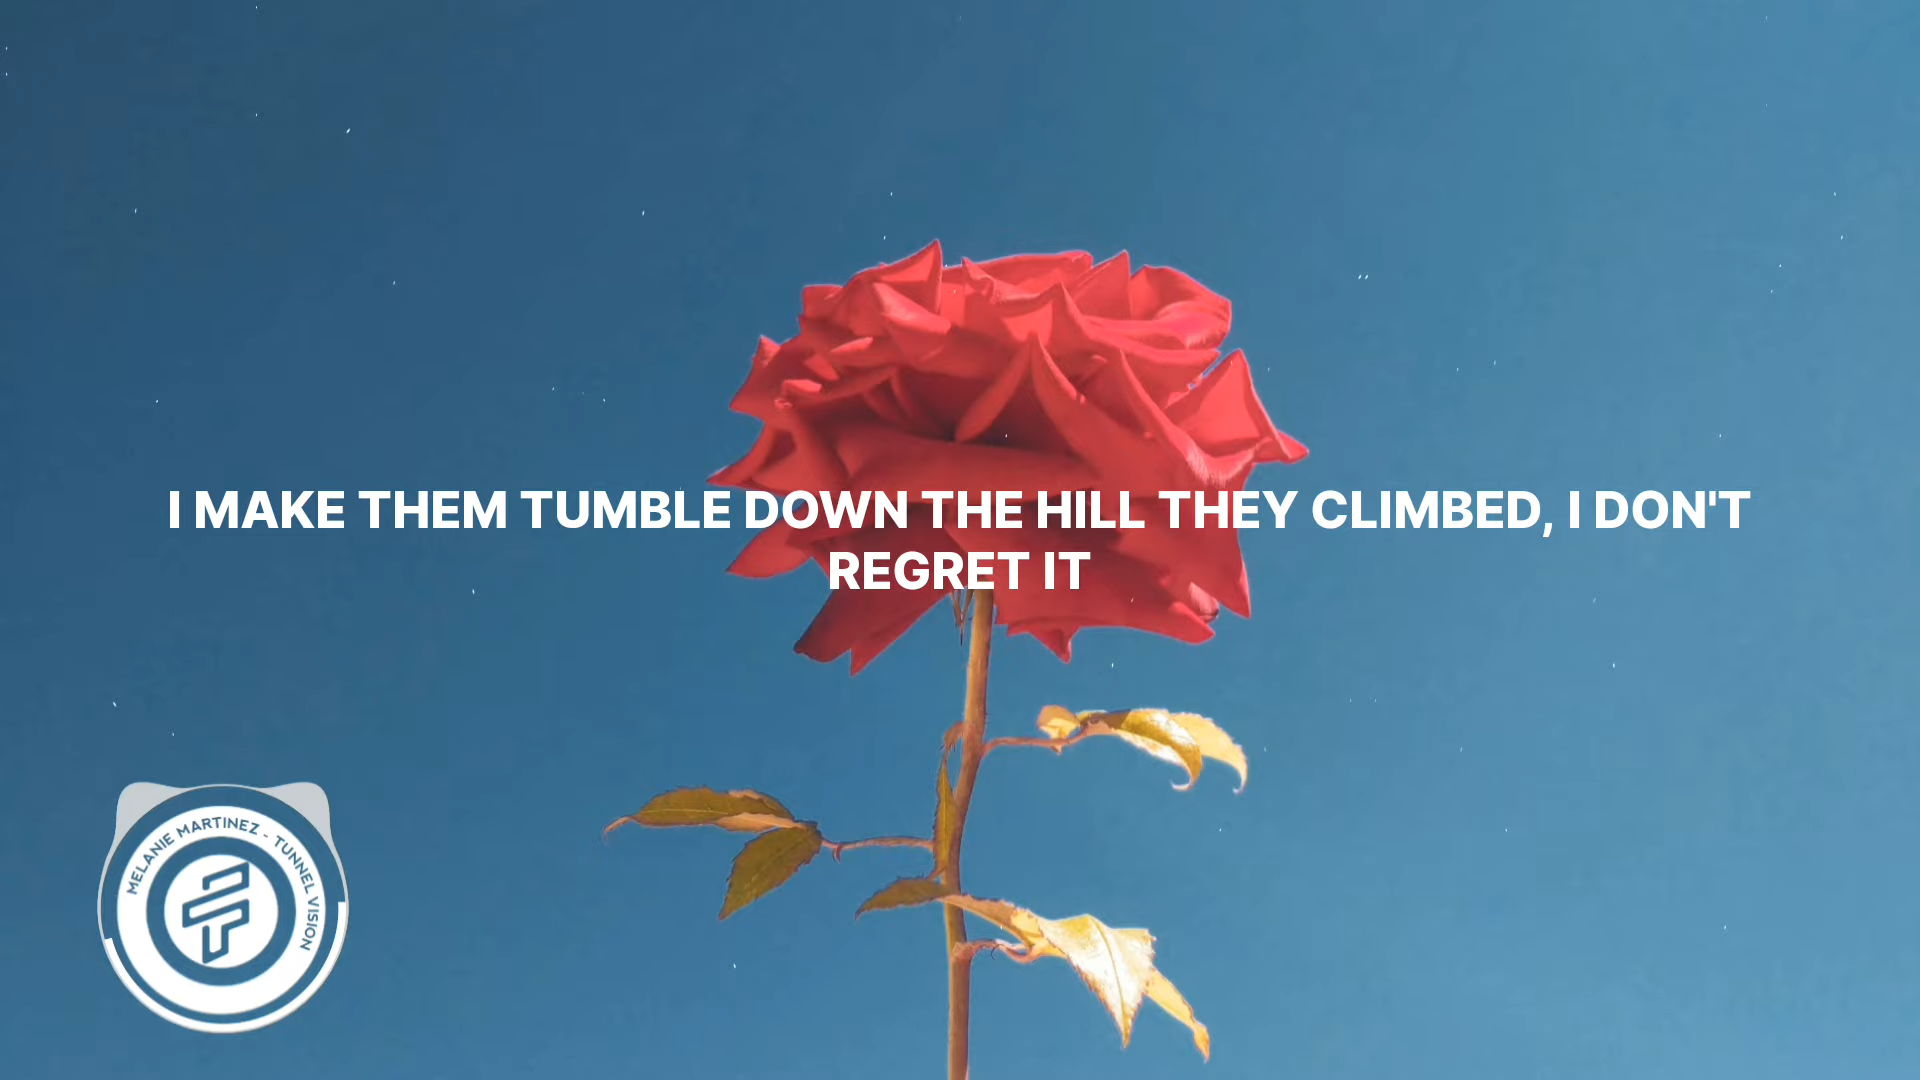 I MAKE THEM TUMBLE DOWN THE HILL THEY CLIMBED, I DON'T
REGRET IT
MELANIE MARTINEZ - TUNNEL VISION